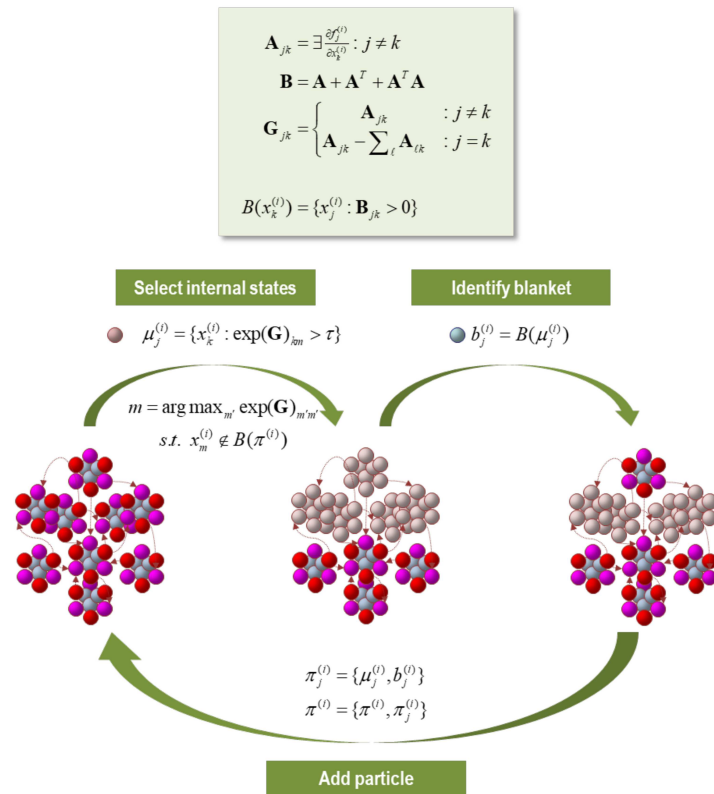 A_{jk} = ∃ ∂f_j^{(i)}/∂x_k^{(i)} : j ≠ k
B = A + A^T + A^T A
G_{jk} = { A_{jk} : j ≠ k
A_{jk} − ∑_ℓ A_{ℓk} : j = k
B(x_k^{(i)}) = {x_j^{(i)} : B_{jk} > 0}
Select internal states
Identify blanket
μ_j^{(i)} = {x_k^{(i)} : exp(G)_{km} > τ}
b_j^{(i)} = B(μ_j^{(i)})
m = arg max_{m'} exp(G)_{m'm'}
s.t. x_m^{(i)} ∉ B(π^{(i)})
π_j^{(i)} = {μ_j^{(i)}, b_j^{(i)}}
π^{(i)} = {π^{(i)}, π_j^{(i)}}
Add particle